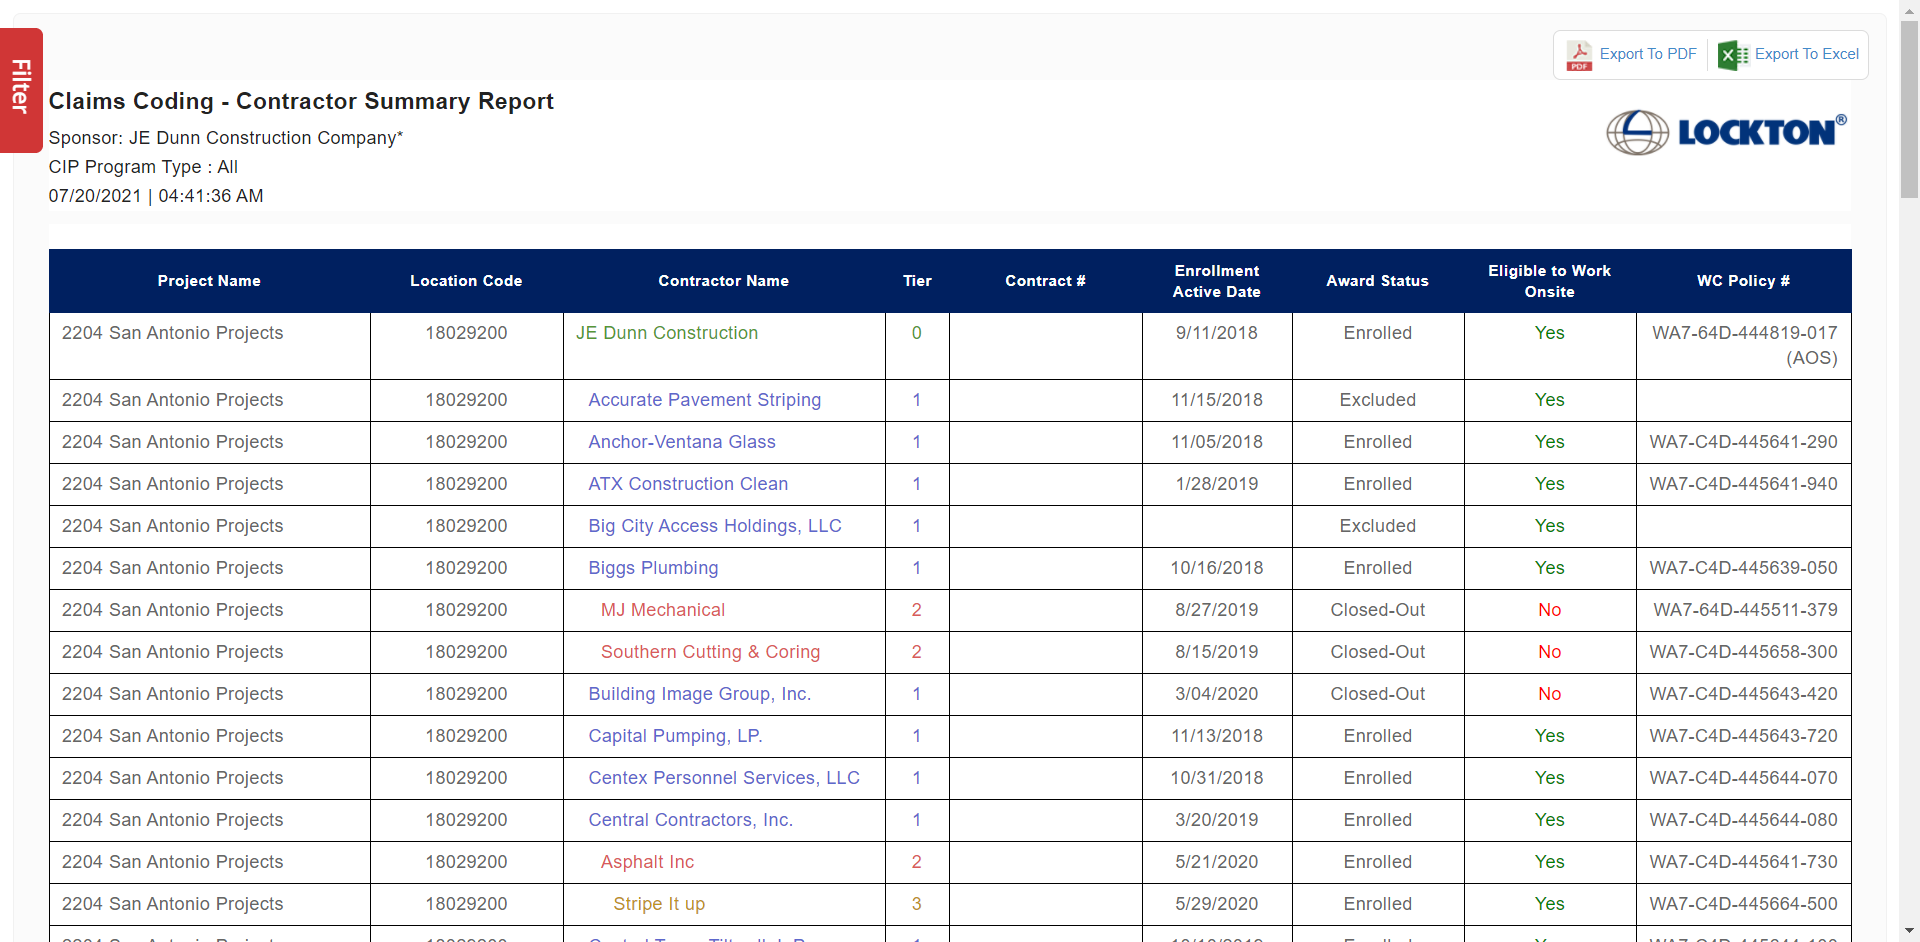 Filter
Export To PDF
Export To Excel
PDF
Claims Coding - Contractor Summary Report
Sponsor: JE Dunn Construction Company*
CIP Program Type : All
07/20/2021 | 04:41:36 AM
LOCKTON®
Project Name Location Code Contractor Name Tier Contract # Enrollment Active Date Award Status Eligible to Work Onsite WC Policy #
2204 San Antonio Projects 18029200 JE Dunn Construction 0 9/11/2018 Enrolled Yes WA7-64D-444819-017 (AOS)
2204 San Antonio Projects 18029200 Accurate Pavement Striping 1 11/15/2018 Excluded Yes
2204 San Antonio Projects 18029200 Anchor-Ventana Glass 1 11/05/2018 Enrolled Yes WA7-C4D-445641-290
2204 San Antonio Projects 18029200 ATX Construction Clean 1 1/28/2019 Enrolled Yes WA7-C4D-445641-940
2204 San Antonio Projects 18029200 Big City Access Holdings, LLC 1 Excluded Yes
2204 San Antonio Projects 18029200 Biggs Plumbing 1 10/16/2018 Enrolled Yes WA7-C4D-445639-050
2204 San Antonio Projects 18029200 MJ Mechanical 2 8/27/2019 Closed-Out No WA7-64D-445511-379
2204 San Antonio Projects 18029200 Southern Cutting & Coring 2 8/15/2019 Closed-Out No WA7-C4D-445658-300
2204 San Antonio Projects 18029200 Building Image Group, Inc. 1 3/04/2020 Closed-Out No WA7-C4D-445643-420
2204 San Antonio Projects 18029200 Capital Pumping, LP. 1 11/13/2018 Enrolled Yes WA7-C4D-445643-720
2204 San Antonio Projects 18029200 Centex Personnel Services, LLC 1 10/31/2018 Enrolled Yes WA7-C4D-445644-070
2204 San Antonio Projects 18029200 Central Contractors, Inc. 1 3/20/2019 Enrolled Yes WA7-C4D-445644-080
2204 San Antonio Projects 18029200 Asphalt Inc 2 5/21/2020 Enrolled Yes WA7-C4D-445641-730
2204 San Antonio Projects 18029200 Stripe It up 3 5/29/2020 Enrolled Yes WA7-C4D-445664-500